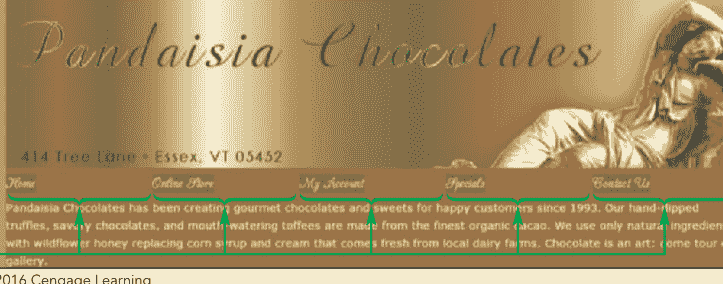 Pandaisia Chocolates
414 Tree Lane • Essex, VT 05452
Home Online Store My Account Specials Contact Us
Pandaisia Chocolates has been creating gourmet chocolates and sweets for happy customers since 1993. Our hand-dipped
truffles, savory chocolates, and mouth-watering toffees are made from the finest organic cacao. We use only natural ingredien
with wildflower honey replacing corn syrup and cream that comes fresh from local dairy farms. Chocolate is an art: come tour
gallery.
2016 Cengage Learning